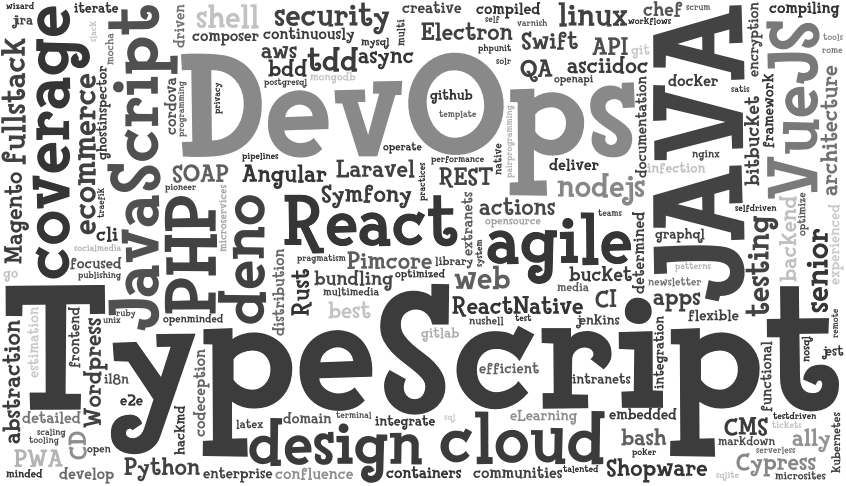 wizard
jira
iterate
driven
shell
composer
security
continuously
mysql
multi
creative
self
compiled
varnish
linux
workflows
chef
scrum
compiling
coverage
slack
mocha
JavaScript
aws
bdd
tdd
async
Electron
phpunit
solr
Swift
API
git
QA
asciidoc
openapi
JAVA
encryption
VueJS
tools
rome
fullstack
Magento
ecommerce
ghostinspector
cordova
programming
DevOps
privacy
postgresql
mongodb
github
template
pairprogramming
documentation
docker
satis
bitbucket
framework
architecture
operate
pipelines
performance
native
deliver
nginx
SOAP
Angular
Laravel
practices
REST
infection
nodejs
traefik
pioneer
PHP
microservices
deno
Symfony
React
extranets
actions
opensource
teams
selfdriven
optimize
cli
socialmedia
focused
publishing
pragmatism
Pimcore
library
system
agile
determined
graphql
testing
backend
experienced
senior
go
distribution
Rust
bundling
optimized
multimedia
web
bucket
media
patterns
newsletter
apps
TypeScript
unix
ruby
openminded
best
ReactNative
CI
flexible
remote
abstraction
estimation
frontend
Wordpress
gitlab
nushell
test
jenkins
integration
nosql
jest
i18n
e2e
codeception
efficient
intranets
functional
detailed
scaling
tooling
hackmd
latex
domain
terminal
integrate
sql
eLearning
embedded
testdriven
tickets
CMS
markdown
kubernetes
PWA
CD
open
design
cloud
bash
poker
serverless
ally
minded
develop
Python
enterprise
confluence
containers
communities
talented
Shopware
sqlite
Cypress
microsites